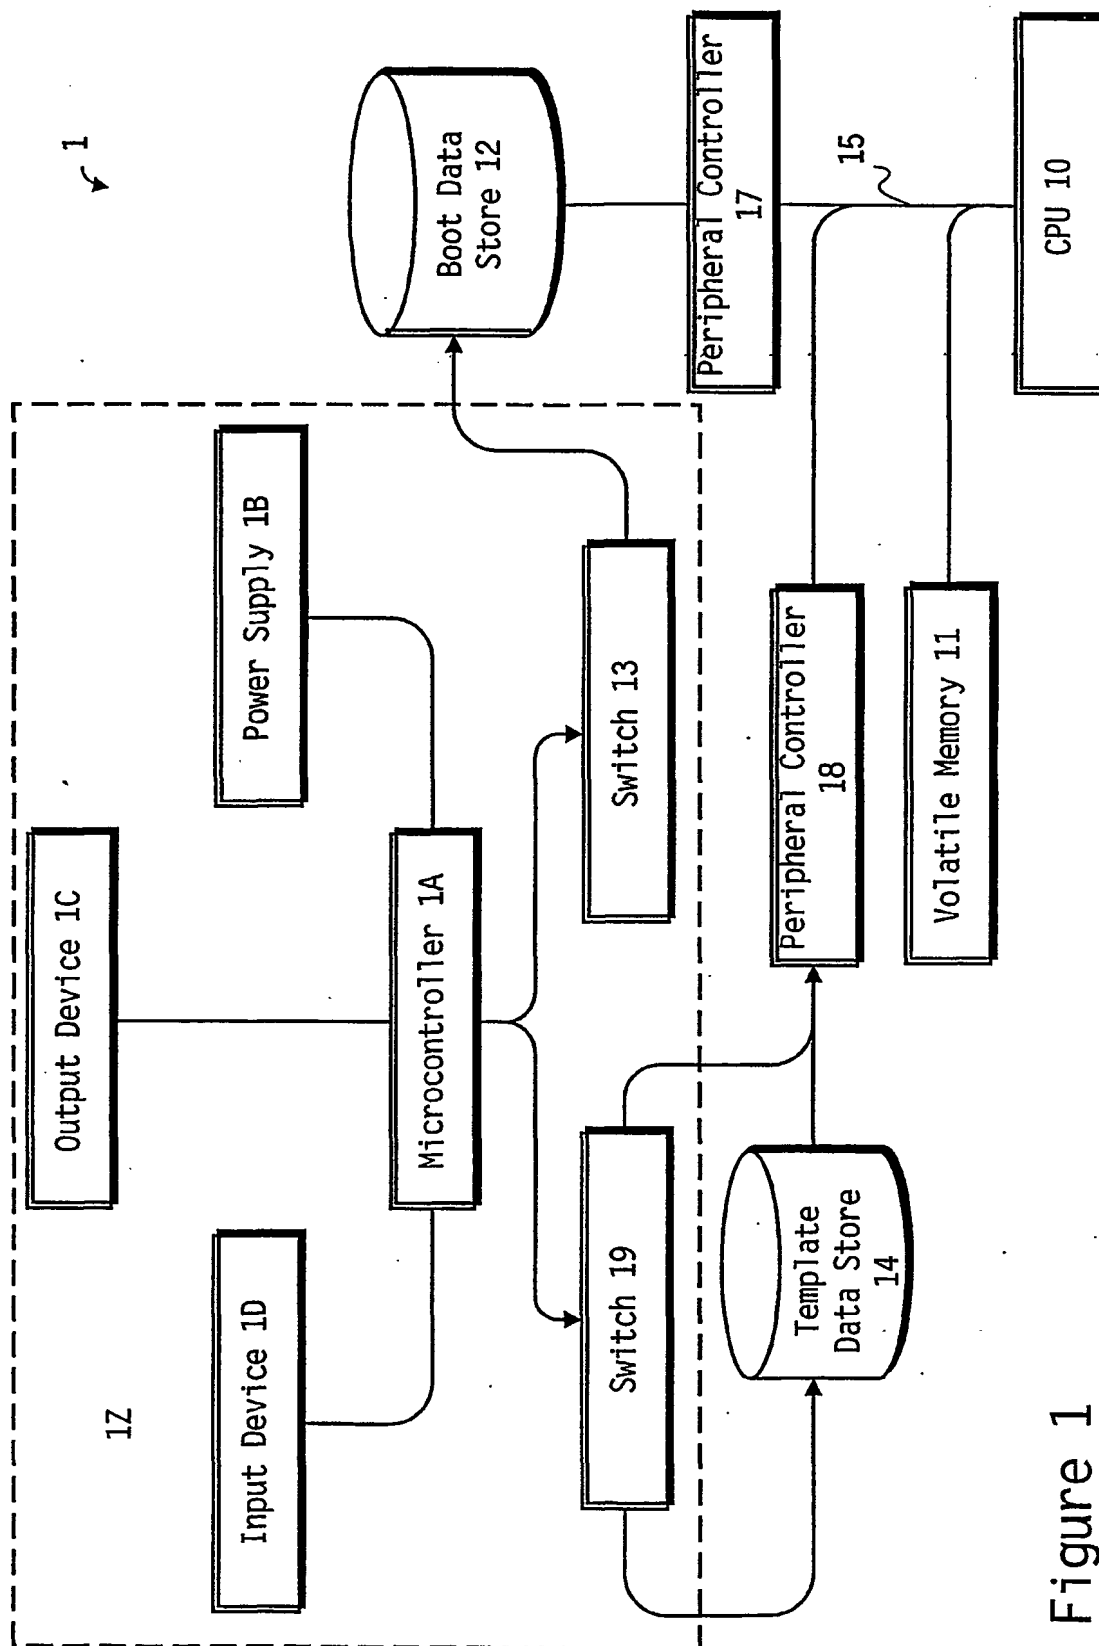 1
1Z
Output Device 1C
Input Device 1D
Power Supply 1B
Microcontroller 1A
Switch 19
Switch 13
Boot Data
Store 12
Template
Data Store
14
Peripheral Controller
18
Peripheral Controller
17
Volatile Memory 11
15
CPU 10
Figure 1